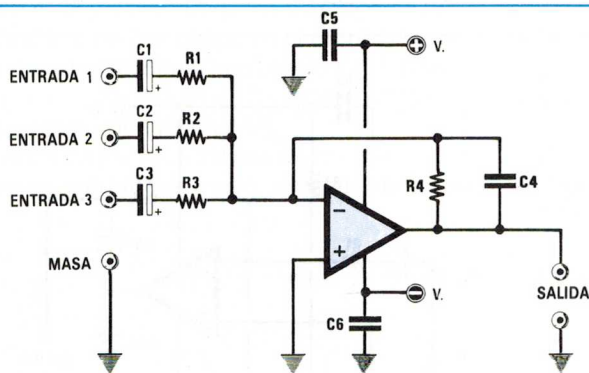 C5
V.
C1
R1
ENTRADA 1
+
C2
R2
ENTRADA 2
+
C3
R3
ENTRADA 3
+
R4
C4
MASA
V.
C6
SALIDA